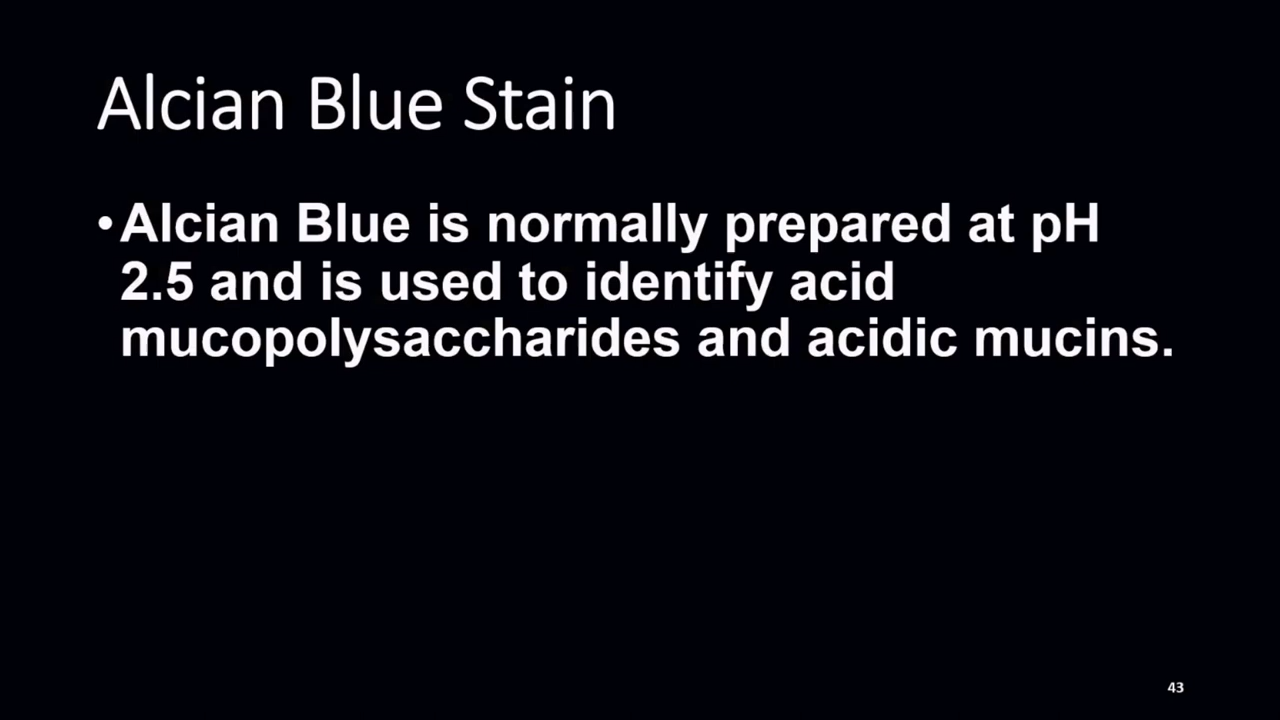 Alcian Blue Stain
•Alcian Blue is normally prepared at pH
2.5 and is used to identify acid
mucopolysaccharides and acidic mucins.
43